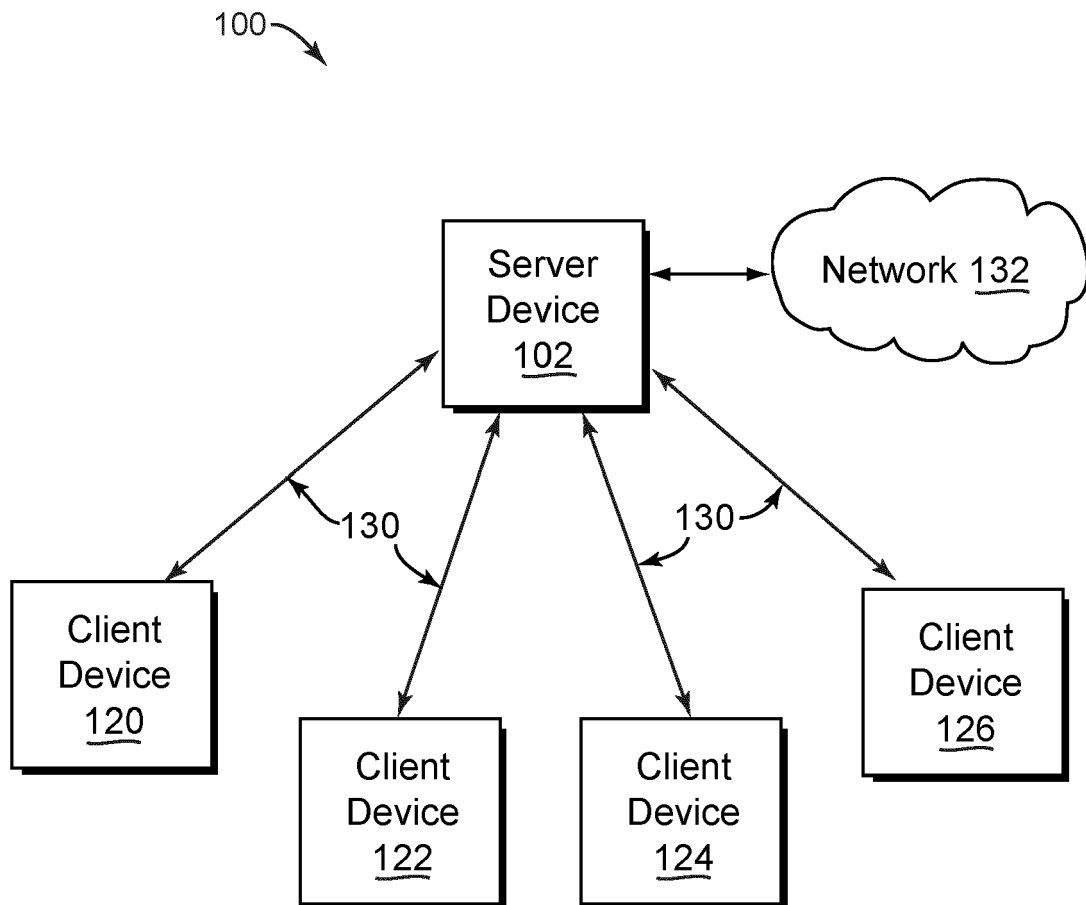 100
Server
Device
102
Network 132
130
130
Client
Device
120
Client
Device
126
Client
Device
122
Client
Device
124